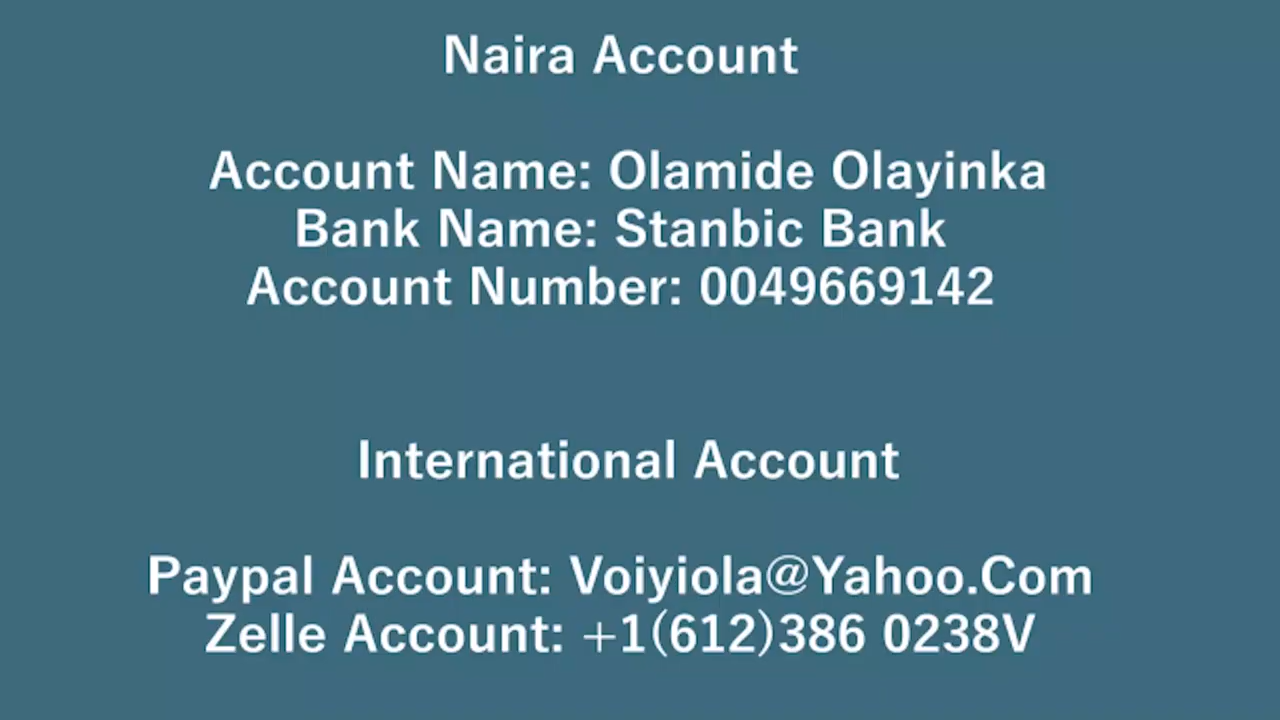 Naira Account
Account Name: Olamide Olayinka
Bank Name: Stanbic Bank
Account Number: 0049669142
International Account
Paypal Account: Voiyiola@Yahoo.Com
Zelle Account: +1(612)386 0238V